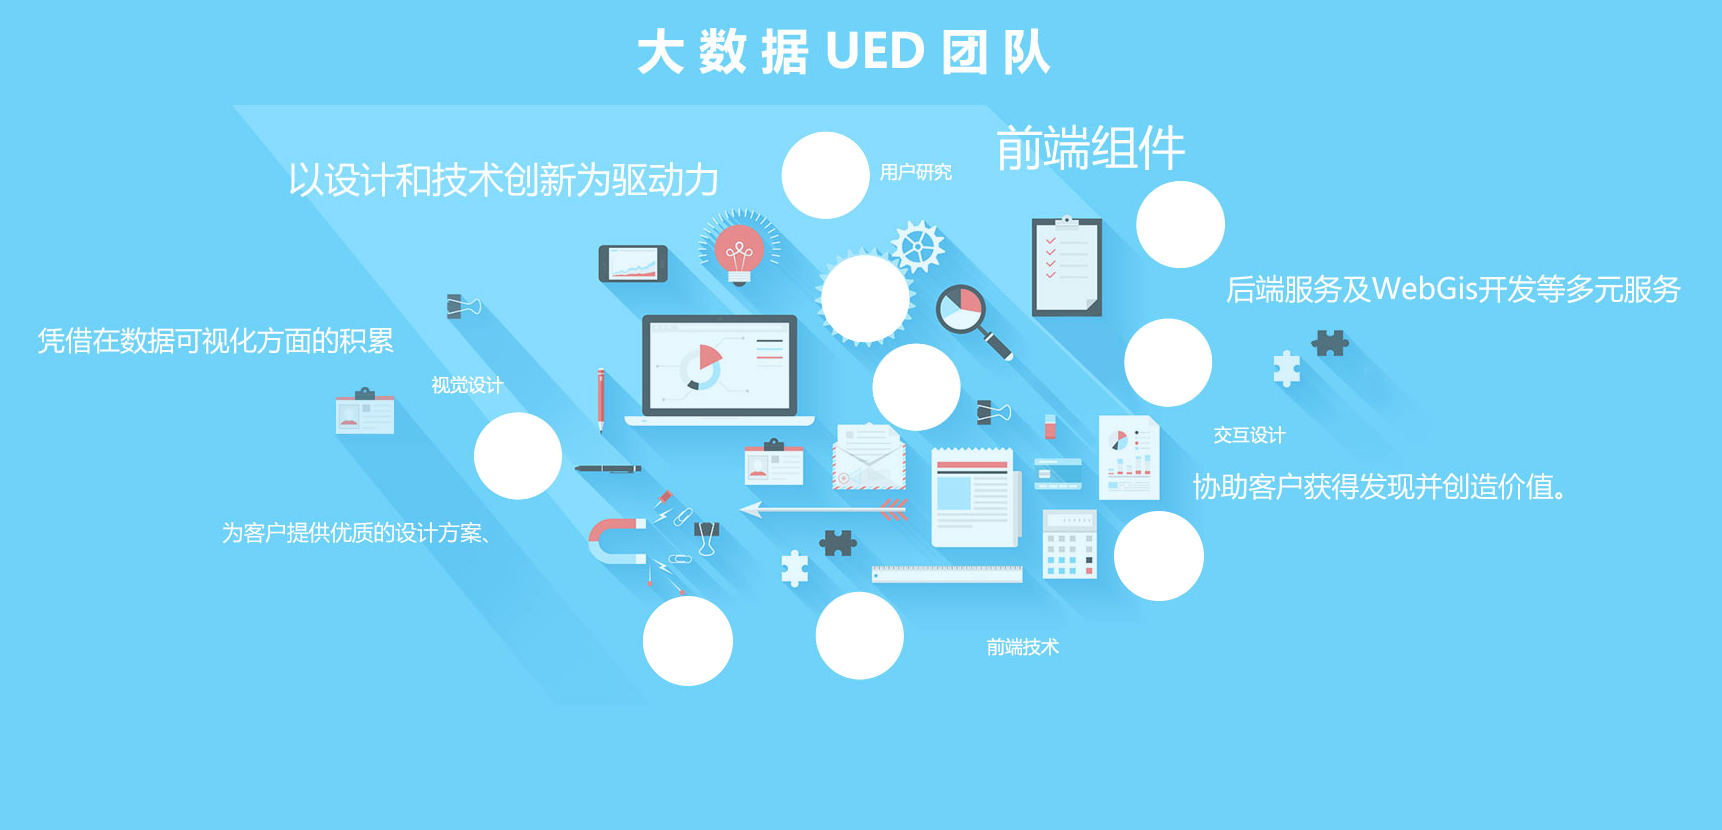 大数据UED团队
前端组件
以设计和技术创新为驱动力
用户研究
后端服务及WebGis开发等多元服务
凭借在数据可视化方面的积累
视觉设计
交互设计
协助客户获得发现并创造价值。
为客户提供优质的设计方案、
前端技术